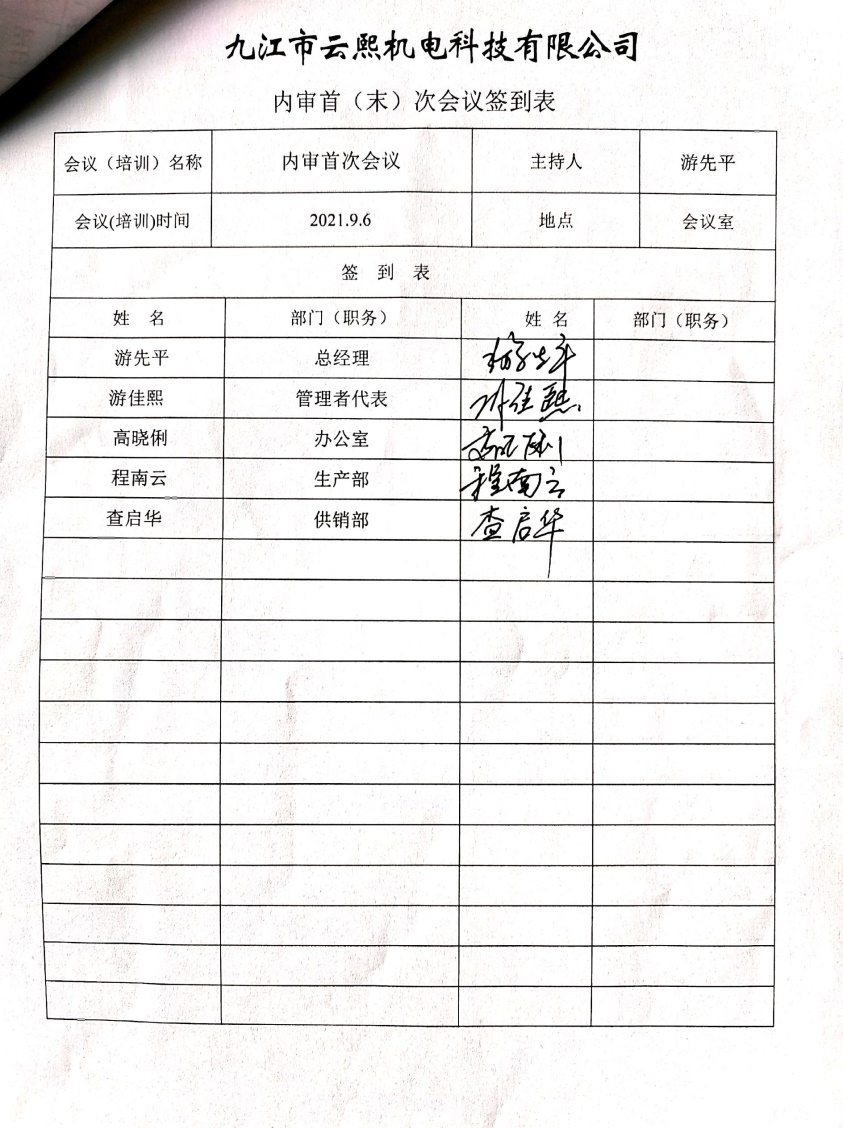 九江市云熙机电科技有限公司
内审首（末）次会议签到表
会议（培训）名称 内审首次会议 主持人 游先平
会议(培训)时间 2021.9.6 地点 会议室
签 到 表
姓 名 部门（职务） 姓 名 部门（职务）
游先平 总经理 游先平
游佳熙 管理者代表 游佳熙
高晓俐 办公室 高晓俐
程南云 生产部 程南云
查启华 供销部 查启华